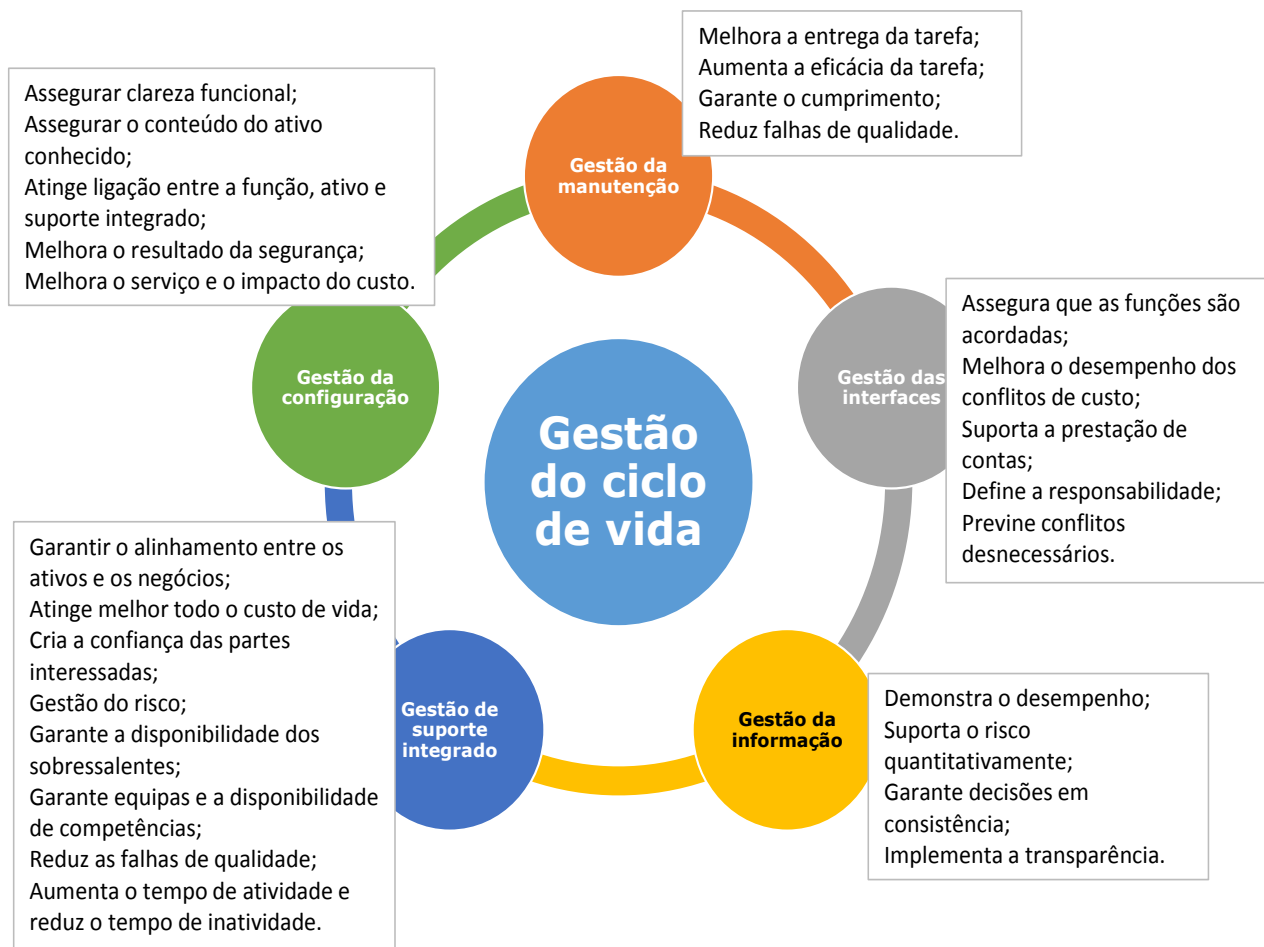 Melhora a entrega da tarefa;
Aumenta a eficácia da tarefa;
Garante o cumprimento;
Reduz falhas de qualidade.
Assegurar clareza funcional;
Assegurar o conteúdo do ativo
conhecido;
Atinge ligação entre a função, ativo e
suporte integrado;
Melhora o resultado da segurança;
Melhora o serviço e o impacto do custo.
Gestão da
manutenção
Assegura que as funções são
acordadas;
Melhora o desempenho dos
conflitos de custo;
Suporta a prestação de
contas;
Define a responsabilidade;
Previne conflitos
desnecessários.
Gestão da
configuração
Gestão das
interfaces
Gestão
do ciclo
de vida
Garantir o alinhamento entre os
ativos e os negócios;
Atinge melhor todo o custo de vida;
Cria a confiança das partes
interessadas;
Gestão do risco;
Garante a disponibilidade dos
sobressalentes;
Garante equipas e a disponibilidade
de competências;
Reduz as falhas de qualidade;
Aumenta o tempo de atividade e
reduz o tempo de inatividade.
Gestão de
suporte
integrado
Gestão da
informação
Demonstra o desempenho;
Suporta o risco
quantitativamente;
Garante decisões em
consistência;
Implementa a transparência.